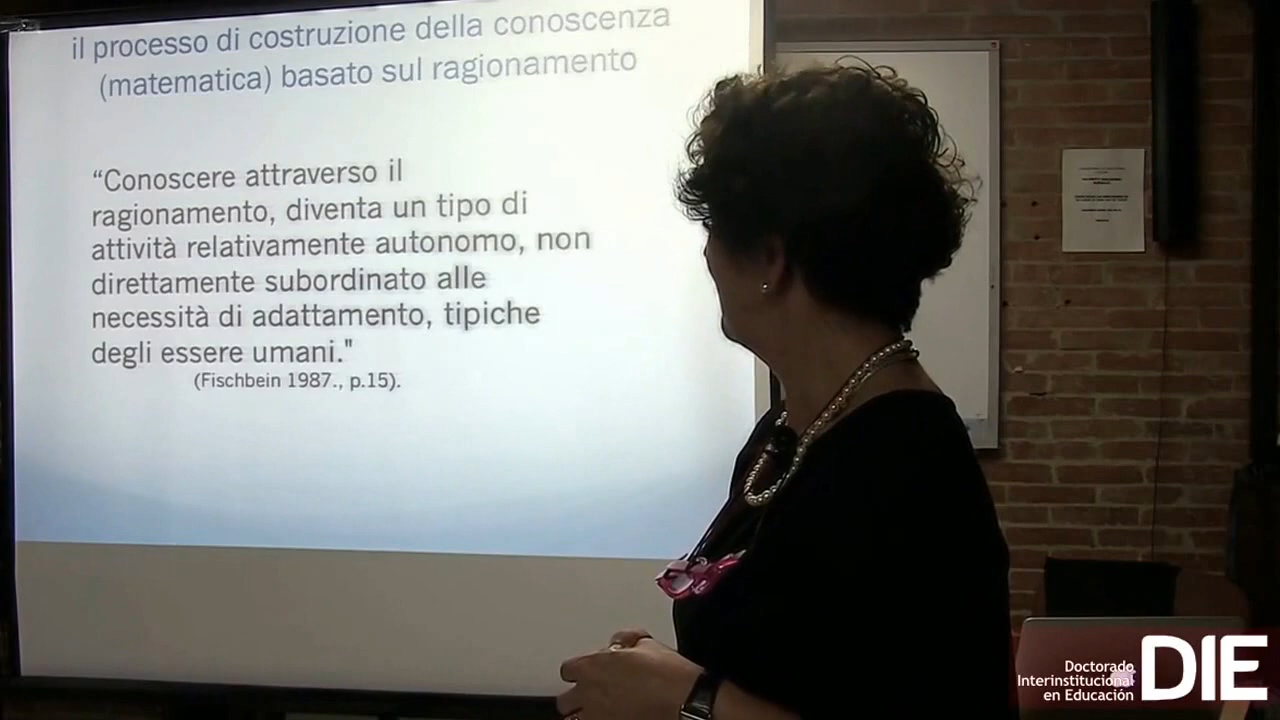 il processo di costruzione della conoscenza
(matematica) basato sul ragionamento
“Conoscere attraverso il
ragionamento, diventa un tipo di
attività relativamente autonomo, non
direttamente subordinato alle
necessità di adattamento, tipiche
degli essere umani."
(Fischbein 1987., p.15).
Doctorado
Interinstitucional
en Educación
DIE